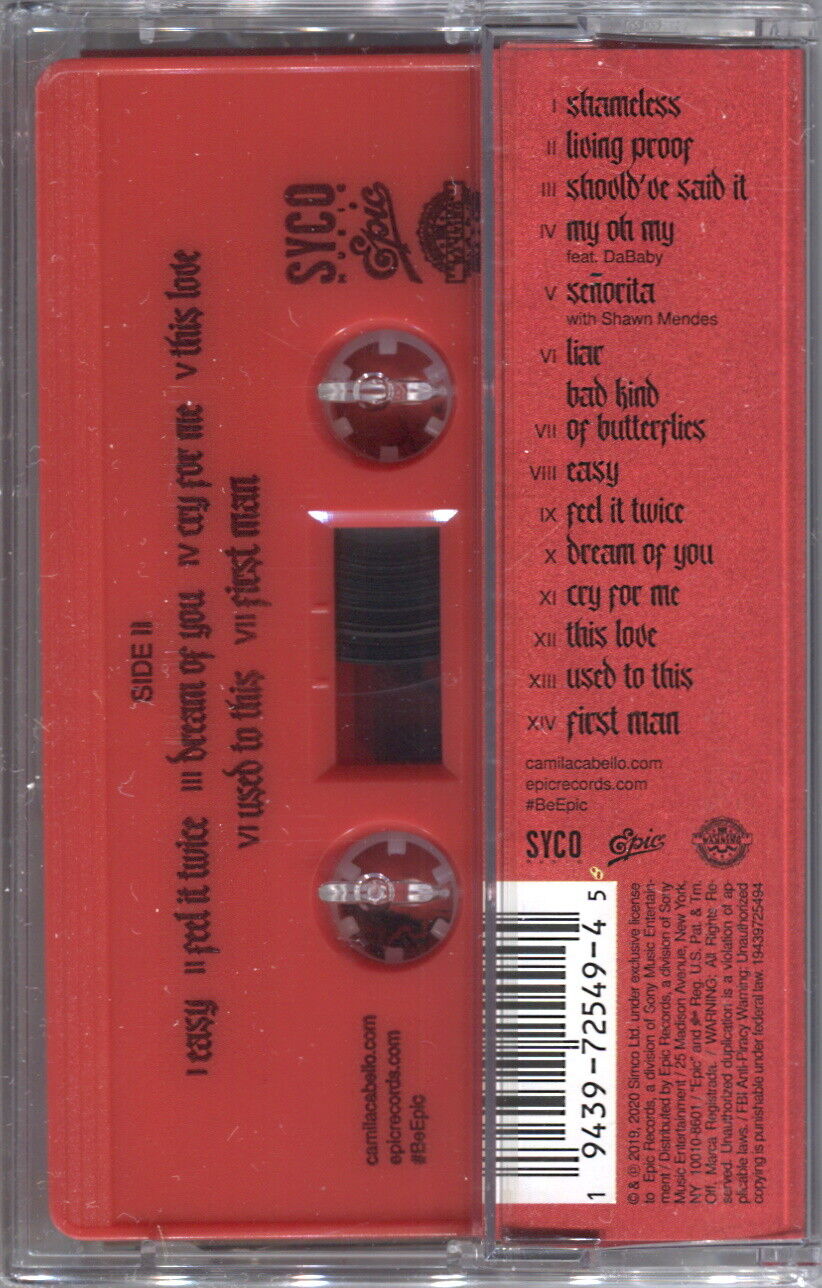 SYCO
MUSIC
Epic
SIDE II
I easy II feel it twice III dream of you IV cry for me V this love
VI used to this VII first man
camilacabello.com
epicrecords.com
#BeEpic
I shameless
II living proof
III should've said it
IV my oh my
feat. DaBaby
V señorita
with Shawn Mendes
VI liar
bad kind
VII of butterflies
VIII easy
IX feel it twice
X dream of you
XI cry for me
XII this love
XIII used to this
XIV first man
camilacabello.com
epicrecords.com
#BeEpic
SYCO
MUSIC
Epic
WARNING
1 9439-72549-4 5
8
© & ℗ 2019, 2020 Simco Ltd. under exclusive license
to Epic Records, a division of Sony Music Entertain-
ment / Distributed by Epic Records, a division of Sony
Music Entertainment / 25 Madison Avenue, New York,
NY 10010-8601 / "Epic" and Reg. U.S. Pat. & Tm.
Off. Marca Registrada. / WARNING: All Rights Re-
served. Unauthorized duplication is a violation of ap-
plicable laws. / FBI Anti-Piracy Warning: Unauthorized
copying is punishable under federal law. 19439725494